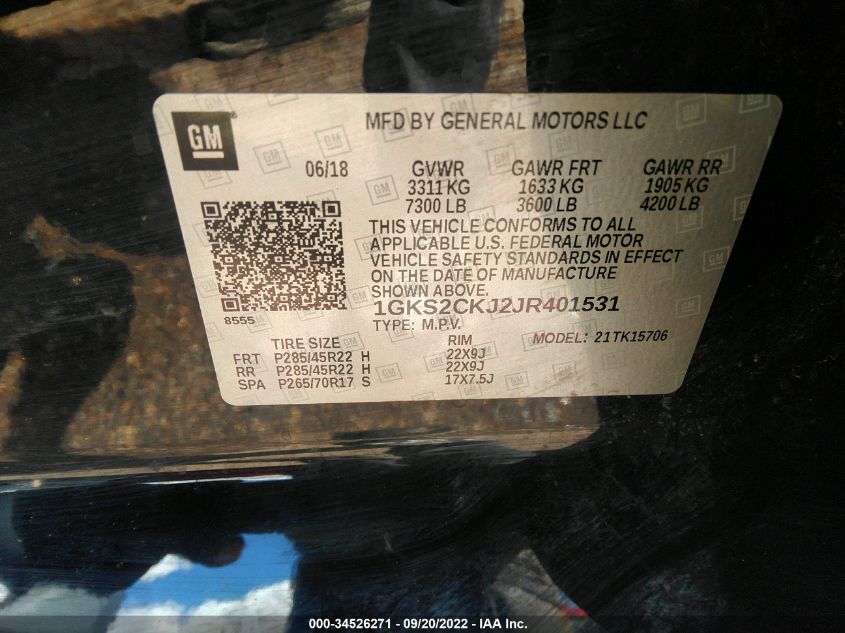 GM
MFD BY GENERAL MOTORS LLC
06/18 GVWR GAWR FRT GAWR RR
3311 KG 1633 KG 1905 KG
7300 LB 3600 LB 4200 LB
THIS VEHICLE CONFORMS TO ALL
APPLICABLE U.S. FEDERAL MOTOR
VEHICLE SAFETY STANDARDS IN EFFECT
ON THE DATE OF MANUFACTURE
SHOWN ABOVE.
8555
1GKS2CKJ2JR401531
TYPE: M.P.V. MODEL: 21TK15706
TIRE SIZE RIM
FRT P285/45R22 H 22X9J
RR P285/45R22 H 22X9J
SPA P265/70R17 S 17X7.5J
000-34526271 - 09/20/2022 - IAA Inc.